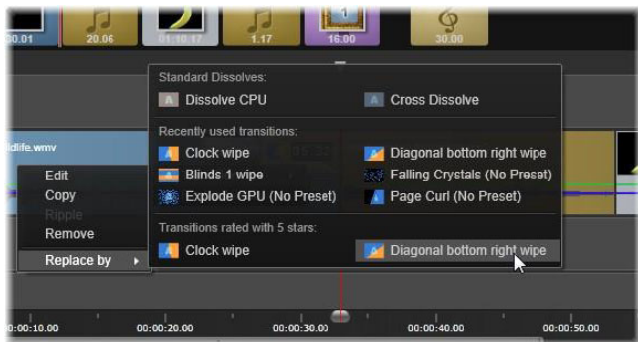 30.01 20.06 01:10.17 1.17 16.00 30.00
Standard Dissolves:
Dissolve CPU Cross Dissolve
Recently used transitions:
Clock wipe Diagonal bottom right wipe
Blinds 1 wipe Falling Crystals (No Preset)
Explode GPU (No Preset) Page Curl (No Preset)
Transitions rated with 5 stars:
Clock wipe Diagonal bottom right wipe
ldlife.wmv
Edit
Copy
Ripple
Remove
Replace by
0:00:10.00 00:00:20.00 00:00:30.00 00:00:40.00 00:00:50.00